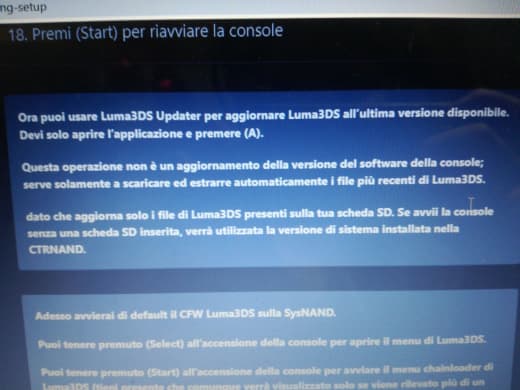 ng-setup
18. Premi (Start) per riavviare la console
Ora puoi usare Luma3DS Updater per aggiornare Luma3DS all'ultima versione disponibile.
Devi solo aprire l'applicazione e premere (A).
Questa operazione non è un aggiornamento della versione del software della console;
serve solamente a scaricare ed estrarre automaticamente i file più recenti di Luma3DS.
dato che aggiorna solo i file di Luma3DS presenti sulla tua scheda SD. Se avvii la console
senza una scheda SD inserita, verrà utilizzata la versione di sistema installata nella
CTRNAND.
Adesso avvierai di default il CFW Luma3DS sulla SysNAND.
Puoi tenere premuto (Select) all'accensione della console per aprire il menu di Luma3DS.
Puoi tenere premuto (Start) all'accensione della console per avviare il menu chainloader di
Luma3DS (tieni presente che comunque verrà visualizzato solo se viene rilevato più di un